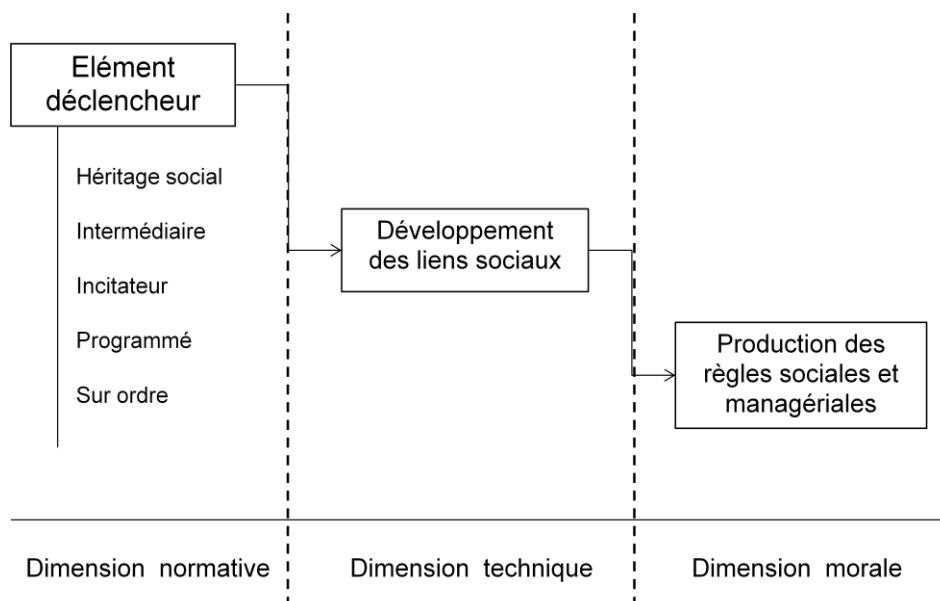 Elément
déclencheur
Héritage social
Intermédiaire
Incitateur
Programmé
Sur ordre
Développement
des liens sociaux
Production des
règles sociales et
managériales
Dimension normative
Dimension technique
Dimension morale